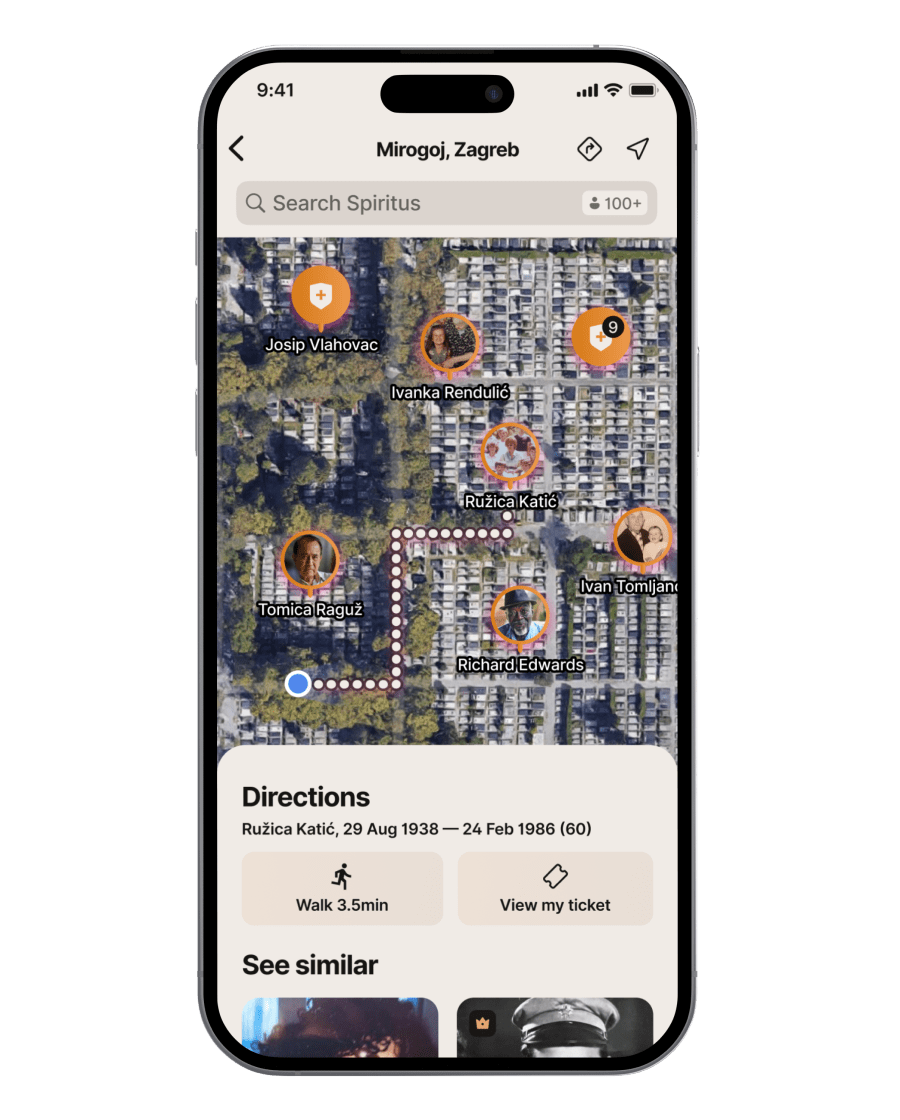 9:41
Mirogoj, Zagreb
Search Spiritus
100+
9
Josip Vlahovac
Ivanka Rendulić
Ružica Katić
Ivan Tomljano
Tomica Raguž
Richard Edwards
Directions
Ružica Katić, 29 Aug 1938 — 24 Feb 1986 (60)
Walk 3.5min
View my ticket
See similar